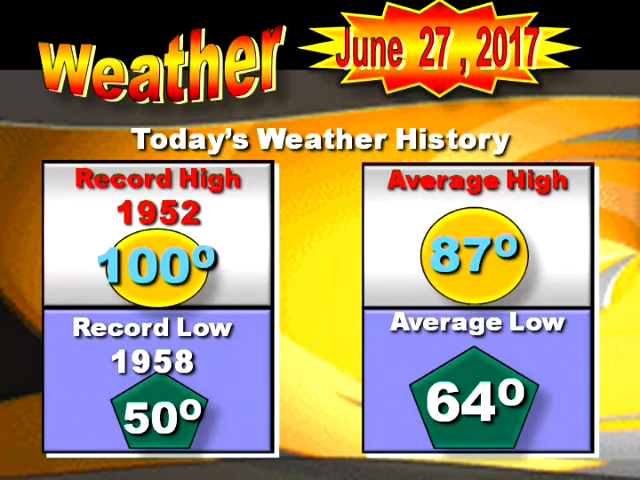 Weather
June 27, 2017
Today's Weather History
Record High
1952
100º
Average High
87º
Record Low
1958
50º
Average Low
64º